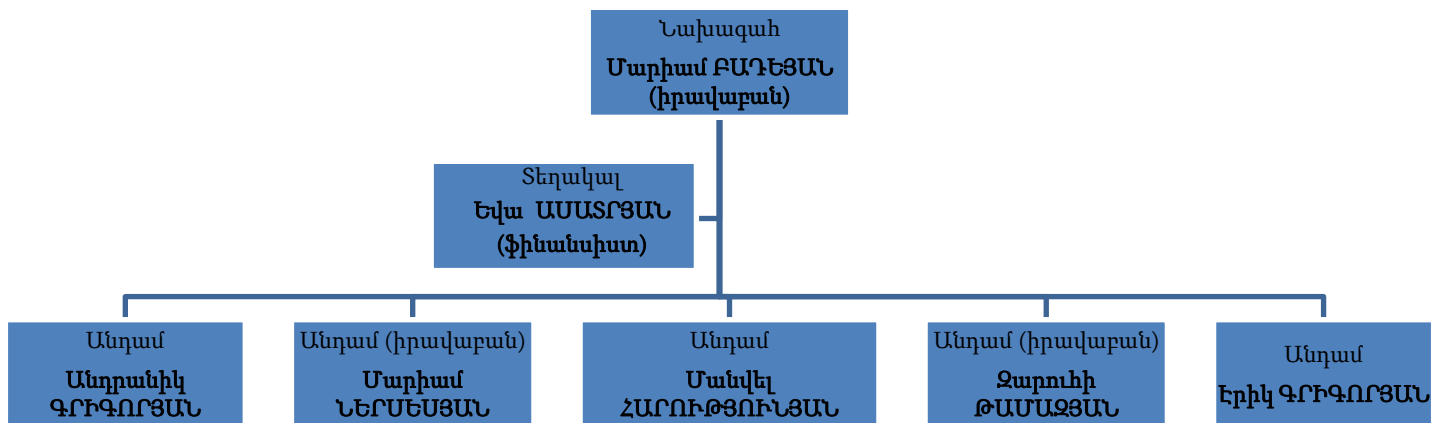 Նախագահ
Մարիամ ԲԱԴԵՅԱՆ
(իրավաբան)
Տեղակալ
Եվա ԱՍԱՏՐՅԱՆ
(ֆինանսիստ)
Անդամ
Անդրանիկ
ԳՐԻԳՈՐՅԱՆ
Անդամ (իրավաբան)
Մարիամ
ՆԵՐՍԵՍՅԱՆ
Անդամ
Մանվել
ՀԱՐՈՒԹՅՈՒՆՅԱՆ
Անդամ (իրավաբան)
Զարուհի
ԹԱՄԱԶՅԱՆ
Անդամ
Էրիկ ԳՐԻԳՈՐՅԱՆ